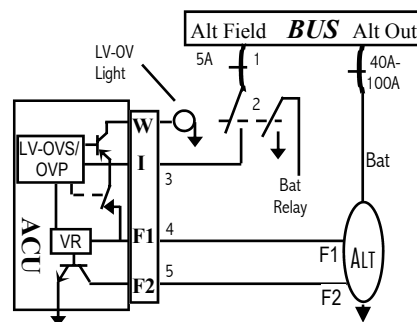 Alt Field BUS Alt Out
5A 1
40A-
100A
LV-OV
Light
2
W
LV-OVS/
OVP
I
3
Bat
Bat
Relay
ACU
VR
F1 4 F1
ALT
F2 5 F2